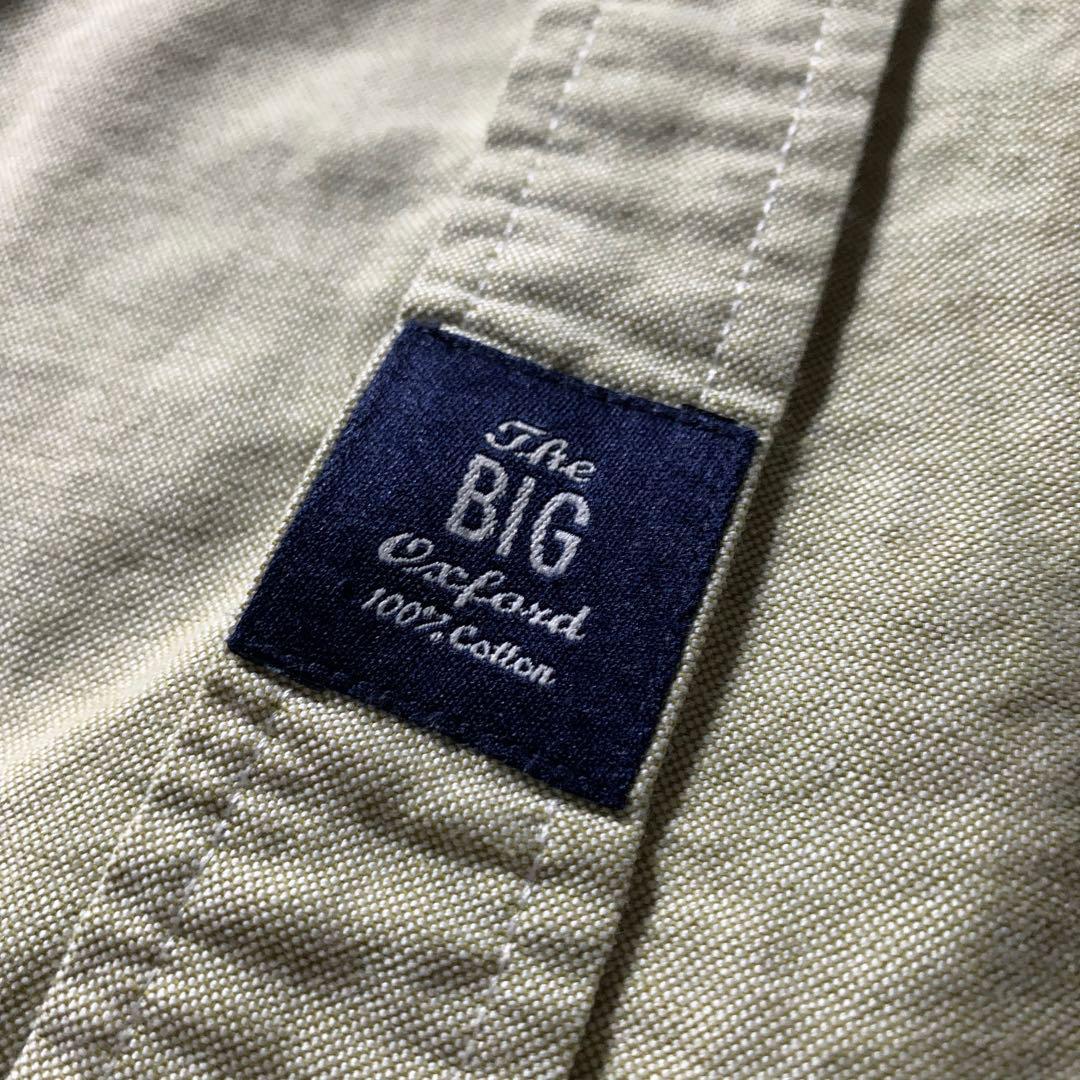 The
BIG
Oxford
100% Cotton